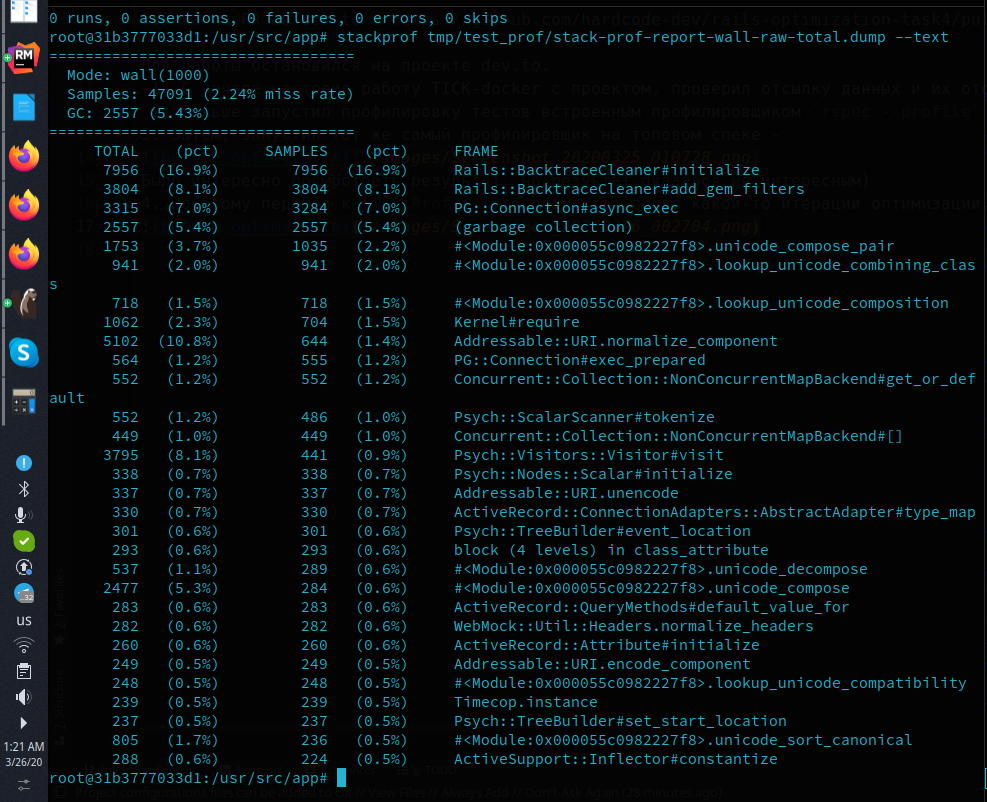 0 runs, 0 assertions, 0 failures, 0 errors, 0 skips
root@31b3777033d1:/usr/src/app# stackprof tmp/test_prof/stack-prof-report-wall-raw-total.dump --text
==================================
  Mode: wall(1000)
  Samples: 47091 (2.24% miss rate)
  GC: 2557 (5.43%)
==================================
     TOTAL    (pct)     SAMPLES    (pct)     FRAME
      7956  (16.9%)        7956  (16.9%)     Rails::BacktraceCleaner#initialize
      3804   (8.1%)        3804   (8.1%)     Rails::BacktraceCleaner#add_gem_filters
      3315   (7.0%)        3284   (7.0%)     PG::Connection#async_exec
      2557   (5.4%)        2557   (5.4%)     (garbage collection)
      1753   (3.7%)        1035   (2.2%)     #<Module:0x000055c0982227f8>.unicode_compose_pair
       941   (2.0%)         941   (2.0%)     #<Module:0x000055c0982227f8>.lookup_unicode_combining_clas
s
       718   (1.5%)         718   (1.5%)     #<Module:0x000055c0982227f8>.lookup_unicode_composition
      1062   (2.3%)         704   (1.5%)     Kernel#require
      5102  (10.8%)         644   (1.4%)     Addressable::URI.normalize_component
       564   (1.2%)         555   (1.2%)     PG::Connection#exec_prepared
       552   (1.2%)         552   (1.2%)     Concurrent::Collection::NonConcurrentMapBackend#get_or_def
ault
       552   (1.2%)         486   (1.0%)     Psych::ScalarScanner#tokenize
       449   (1.0%)         449   (1.0%)     Concurrent::Collection::NonConcurrentMapBackend#[]
      3795   (8.1%)         441   (0.9%)     Psych::Visitors::Visitor#visit
       338   (0.7%)         338   (0.7%)     Psych::Nodes::Scalar#initialize
       337   (0.7%)         337   (0.7%)     Addressable::URI.unencode
       330   (0.7%)         330   (0.7%)     ActiveRecord::ConnectionAdapters::AbstractAdapter#type_map
       301   (0.6%)         301   (0.6%)     Psych::TreeBuilder#event_location
       293   (0.6%)         293   (0.6%)     block (4 levels) in class_attribute
       537   (1.1%)         289   (0.6%)     #<Module:0x000055c0982227f8>.unicode_decompose
      2477   (5.3%)         284   (0.6%)     #<Module:0x000055c0982227f8>.unicode_compose
       283   (0.6%)         283   (0.6%)     ActiveRecord::QueryMethods#default_value_for
       282   (0.6%)         282   (0.6%)     WebMock::Util::Headers.normalize_headers
       260   (0.6%)         260   (0.6%)     ActiveRecord::Attribute#initialize
       249   (0.5%)         249   (0.5%)     Addressable::URI.encode_component
       248   (0.5%)         248   (0.5%)     #<Module:0x000055c0982227f8>.lookup_unicode_compatibility
       239   (0.5%)         239   (0.5%)     Timecop.instance
       237   (0.5%)         237   (0.5%)     Psych::TreeBuilder#set_start_location
       805   (1.7%)         236   (0.5%)     #<Module:0x000055c0982227f8>.unicode_sort_canonical
       288   (0.6%)         224   (0.5%)     ActiveSupport::Inflector#constantize
root@31b3777033d1:/usr/src/app#
RM
S
32
us
1:21 AM
3/26/20